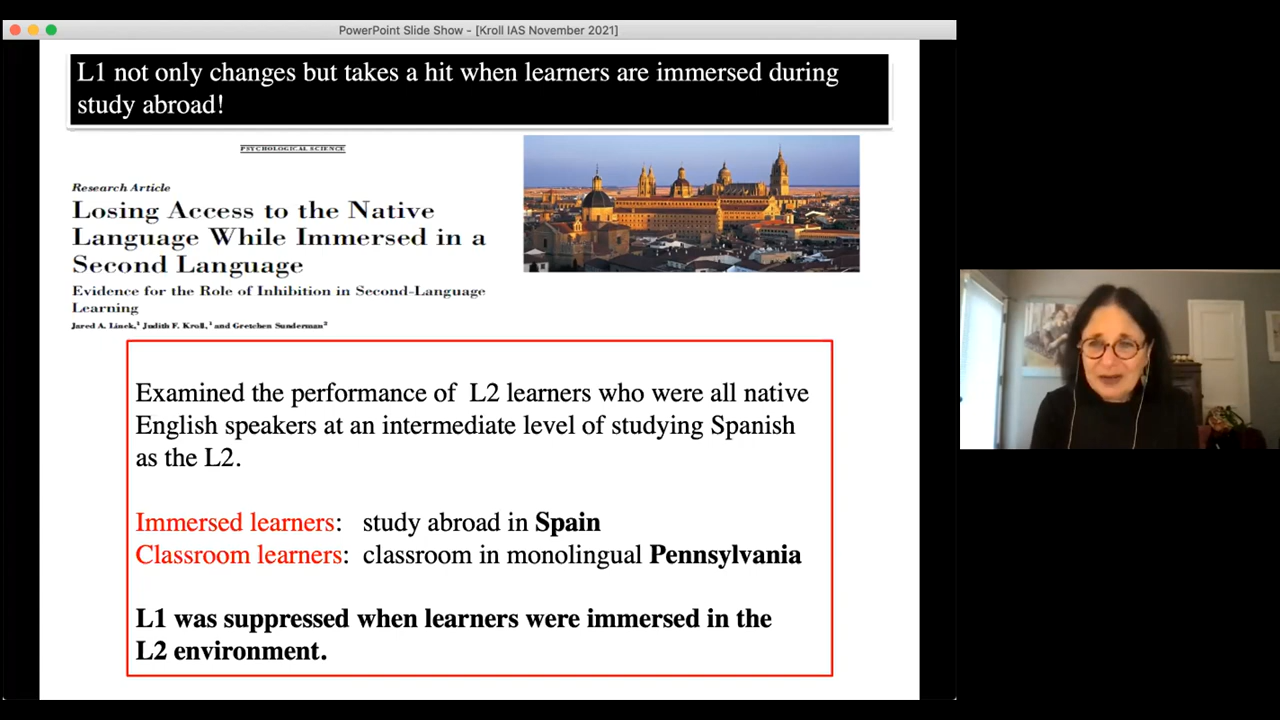 PowerPoint Slide Show - [Kroll IAS November 2021]
L1 not only changes but takes a hit when learners are immersed during
study abroad!
PSYCHOLOGICAL SCIENCE
Research Article
Losing Access to the Native
Language While Immersed in a
Second Language
Evidence for the Role of Inhibition in Second-Language
Learning
Jared A. Linck,1 Judith F. Kroll,1 and Gretchen Sunderman2
Examined the performance of L2 learners who were all native
English speakers at an intermediate level of studying Spanish
as the L2.
Immersed learners: study abroad in Spain
Classroom learners: classroom in monolingual Pennsylvania
L1 was suppressed when learners were immersed in the
L2 environment.